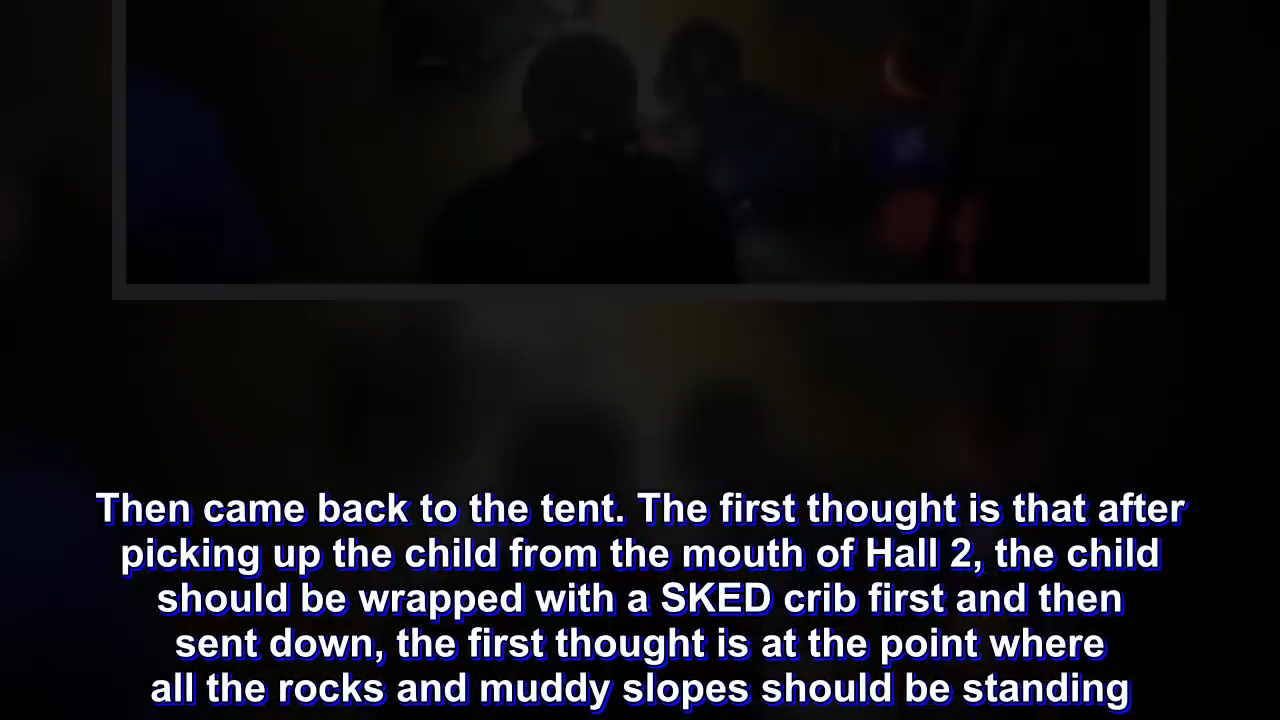 Then came back to the tent. The first thought is that after
picking up the child from the mouth of Hall 2, the child
should be wrapped with a SKED crib first and then
sent down, the first thought is at the point where
all the rocks and muddy slopes should be standing